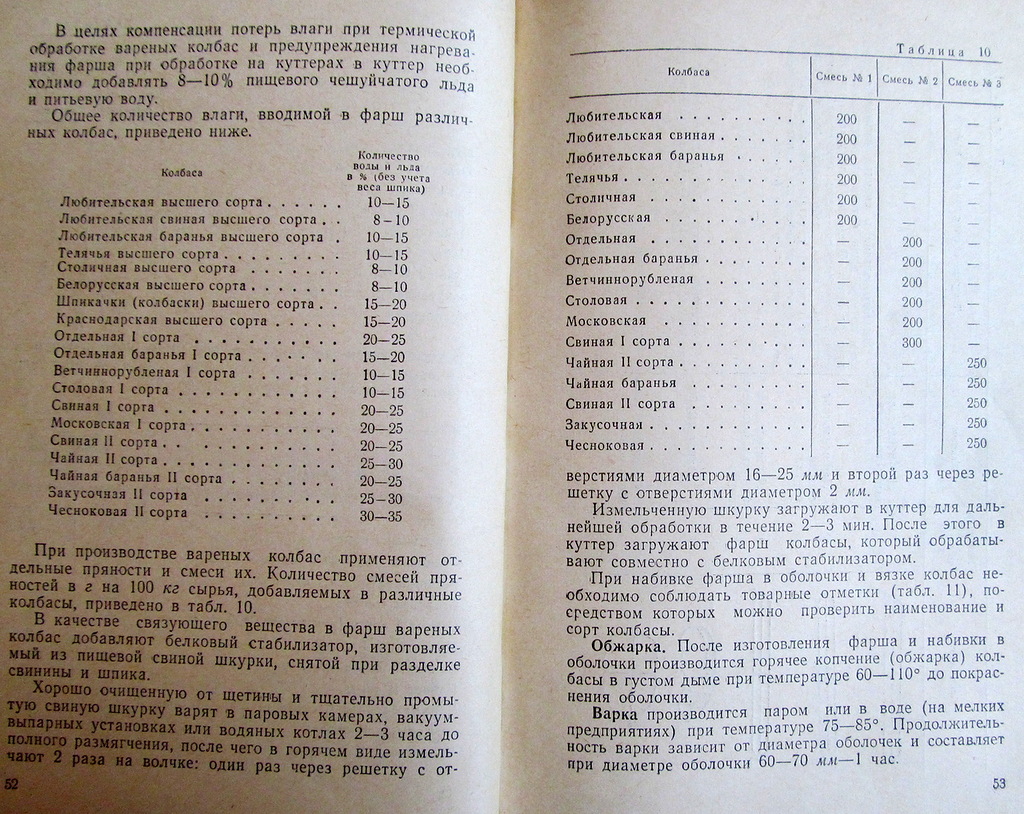 В целях компенсации потерь влаги при термической
обработке вареных колбас и предупреждения нагрева-
ния фарша при обработке на куттерах в куттер необ-
ходимо добавлять 8—10% пищевого чешуйчатого льда
и питьевую воду.
Общее количество влаги, вводимой в фарш различ-
ных колбас, приведено ниже.
Колбаса
Количество
воды и льда
в % (без учета
веса шпика)
Любительская высшего сорта . . . . . . 10—15
Любительская свиная высшего сорта . . 8-10
Любительская баранья высшего сорта . 10—15
Телячья высшего сорта . . . . . . . . . 10—15
Столичная высшего сорта . . . . . . . 8—10
Белорусская высшего сорта . . . . . . . 8—10
Шпикачки (колбаски) высшего сорта . . 15—20
Краснодарская высшего сорта . . . . . 15—20
Отдельная I сорта . . . . . . . . . . . 20—25
Отдельная баранья I сорта . . . . . . . 15—20
Ветчиннорубленая I сорта . . . . . . . 10—15
Столовая I сорта . . . . . . . . . . . . 10—15
Свиная I сорта . . . . . . . . . . . . . 20—25
Московская I сорта . . . . . . . . . . . 20—25
Свиная II сорта . . . . . . . . . . . . . 20—25
Чайная II сорта . . . . . . . . . . . . . 25—30
Чайная баранья II сорта . . . . . . . . 20—25
Закусочная II сорта . . . . . . . . . . 25—30
Чесноковая II сорта . . . . . . . . . . 30—35
При производстве вареных колбас применяют от-
дельные пряности и смеси их. Количество смесей пря-
ностей в г на 100 кг сырья, добавляемых в различные
колбасы, приведено в табл. 10.
В качестве связующего вещества в фарш вареных
колбас добавляют белковый стабилизатор, изготовляе-
мый из пищевой свиной шкурки, снятой при разделке
свинины и шпика.
Хорошо очищенную от щетины и тщательно промы-
тую свиную шкурку варят в паровых камерах, вакуум-
выпарных установках или водяных котлах 2—3 часа до
полного размягчения, после чего в горячем виде измель-
чают 2 раза на волчке: один раз через решетку с от-
52
Таблица 10
Колбаса Смесь № 1 Смесь № 2 Смесь № 3
Любительская . . . . . . . . . . 200 — —
Любительская свиная . . . . . . 200 — —
Любительская баранья . . . . . 200 — —
Телячья . . . . . . . . . . . . . 200 — —
Столичная . . . . . . . . . . . 200 — —
Белорусская . . . . . . . . . . . 200 — —
Отдельная . . . . . . . . . . . — 200 —
Отдельная баранья . . . . . . . . — 200 —
Ветчиннорубленая . . . . . . . . — 200 —
Столовая . . . . . . . . . . . . — 200 —
Московская . . . . . . . . . . — 200 —
Свиная I сорта . . . . . . . . . — 300 —
Чайная II сорта . . . . . . . . . — — 250
Чайная баранья . . . . . . . . . — — 250
Свиная II сорта . . . . . . . . — — 250
Закусочная . . . . . . . . . . . — — 250
Чесноковая . . . . . . . . . . . — — 250
верстиями диаметром 16—25 мм и второй раз через ре-
шетку с отверстиями диаметром 2 мм.
Измельченную шкурку загружают в куттер для даль-
нейшей обработки в течение 2—3 мин. После этого в
куттер загружают фарш колбасы, который обрабаты-
вают совместно с белковым стабилизатором.
При набивке фарша в оболочки и вязке колбас не-
обходимо соблюдать товарные отметки (табл. 11), по-
средством которых можно проверить наименование и
сорт колбасы.
Обжарка. После изготовления фарша и набивки в
оболочки производится горячее копчение (обжарка) кол-
басы в густом дыме при температуре 60—110° до покрас-
нения оболочки.
Варка производится паром или в воде (на мелких
предприятиях) при температуре 75—85°. Продолжитель-
ность варки зависит от диаметра оболочек и составляет
при диаметре оболочки 60—70 мм—1 час.
53